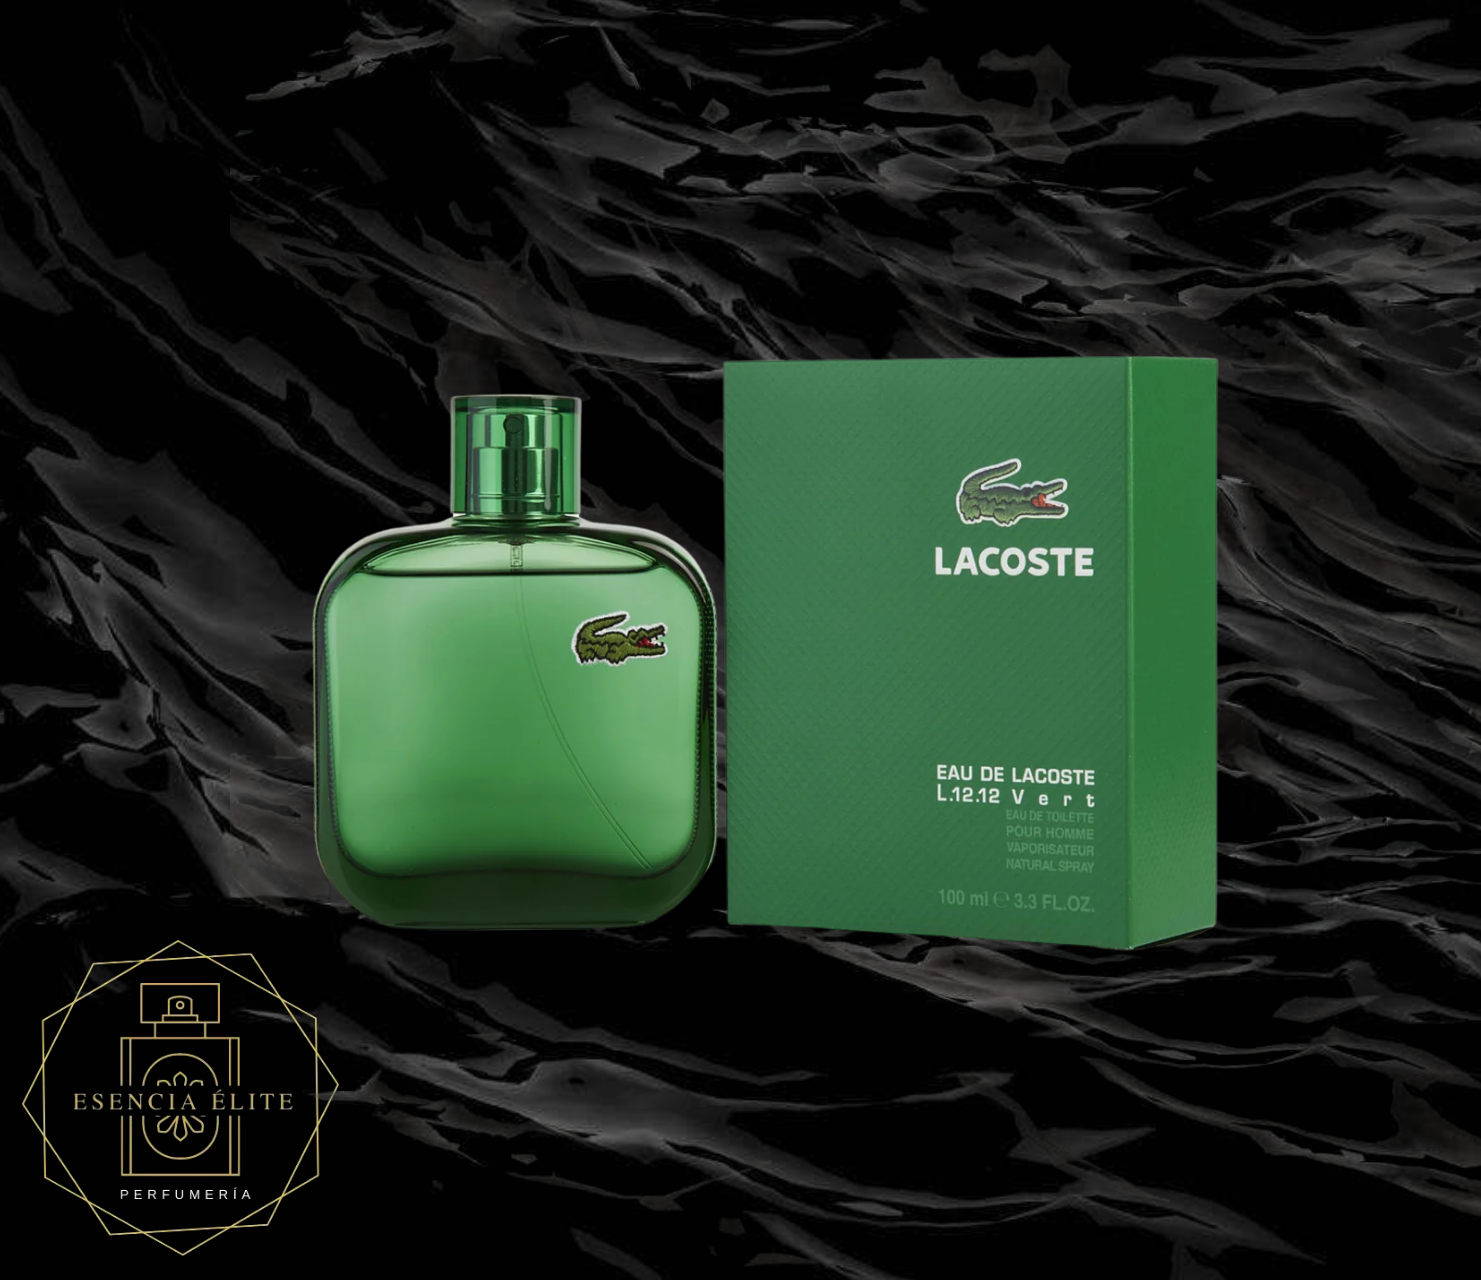 LACOSTE
EAU DE LACOSTE
L.12.12 Vert
EAU DE TOILETTE
POUR HOMME
VAPORISATEUR
NATURAL SPRAY
100 ml ℮ 3.3 FL.OZ.
ESENCIA ÉLITE
PERFUMERÍA